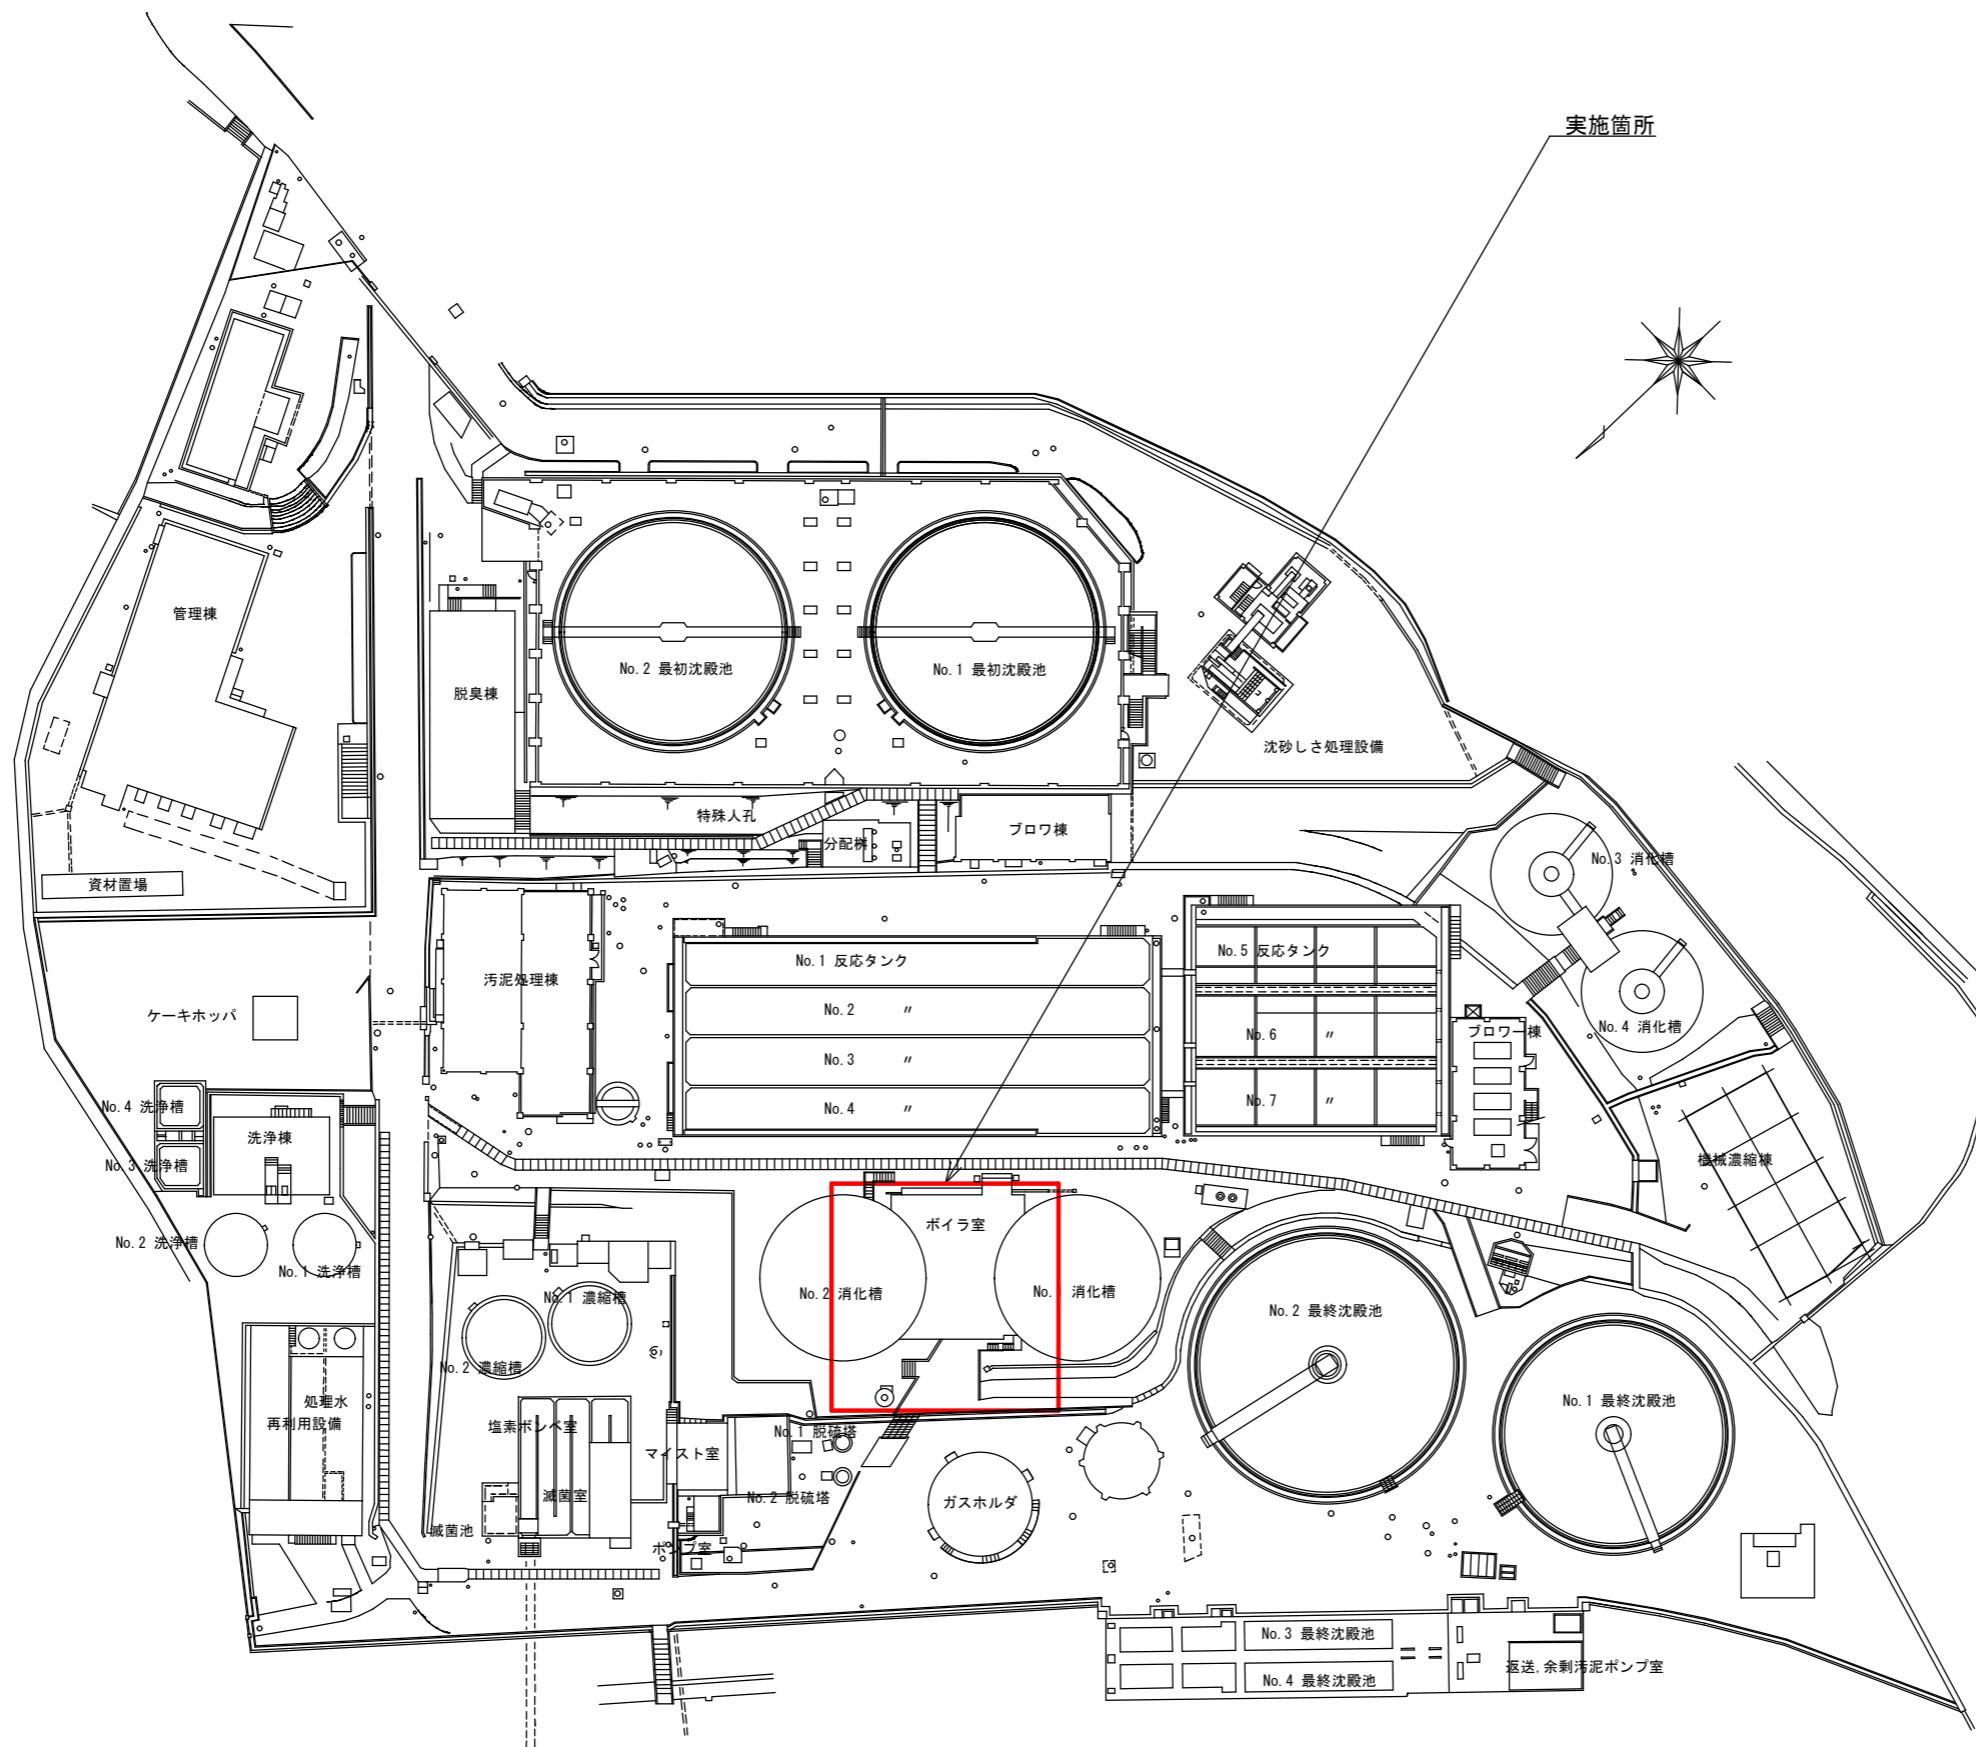 実施箇所
管理棟
No.2 最初沈殿池
No.1 最初沈殿池
脱臭棟
沈砂しさ処理設備
特殊人孔
分配桝
ブロワ棟
No.3 消化槽
資材置場
No.1 反応タンク
No.5 反応タンク
汚泥処理棟
ケーキホッパ
No.2 〃
No.6 〃
ブロワー棟
No.4 消化槽
No.3 〃
No.4 洗浄槽
No.4 〃
No.7 〃
洗浄棟
No.3 洗浄槽
機械濃縮棟
ボイラ室
No.2 洗浄槽
No.1 洗浄槽
No.1 濃縮槽
No.2 消化槽
No. 消化槽
No.2 最終沈殿池
No.2 濃縮槽
処理水
再利用設備
塩素ボンベ室
No.1 脱硫塔
No.1 最終沈殿池
マイスト室
滅菌室
No.2 脱硫塔
ガスホルダ
滅菌池
ポンプ室
No.3 最終沈殿池
No.4 最終沈殿池
返送,余剰汚泥ポンプ室